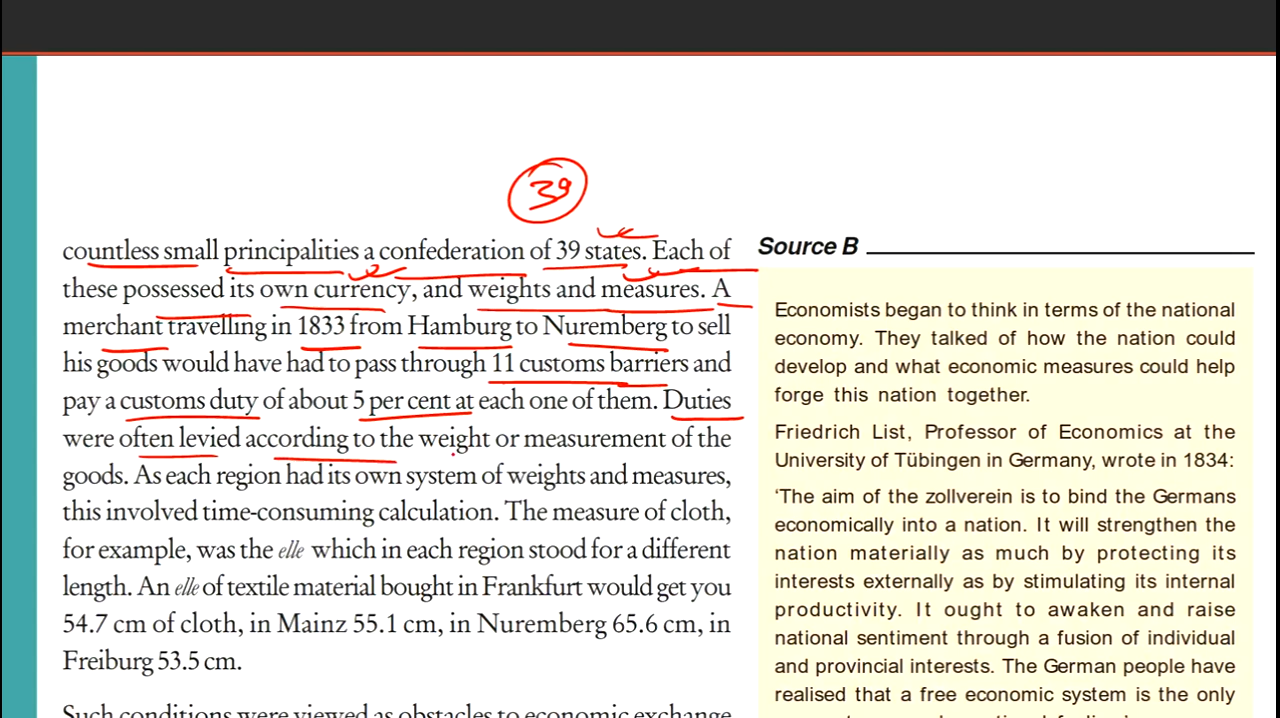 39
countless small principalities a confederation of 39 states. Each of
these possessed its own currency, and weights and measures. A
merchant travelling in 1833 from Hamburg to Nuremberg to sell
his goods would have had to pass through 11 customs barriers and
pay a customs duty of about 5 per cent at each one of them. Duties
were often levied according to the weight or measurement of the
goods. As each region had its own system of weights and measures,
this involved time-consuming calculation. The measure of cloth,
for example, was the elle which in each region stood for a different
length. An elle of textile material bought in Frankfurt would get you
54.7 cm of cloth, in Mainz 55.1 cm, in Nuremberg 65.6 cm, in
Freiburg 53.5 cm.
Such conditions were viewed as obstacles to economic exchange
Source B
Economists began to think in terms of the national
economy. They talked of how the nation could
develop and what economic measures could help
forge this nation together.
Friedrich List, Professor of Economics at the
University of Tübingen in Germany, wrote in 1834:
‘The aim of the zollverein is to bind the Germans
economically into a nation. It will strengthen the
nation materially as much by protecting its
interests externally as by stimulating its internal
productivity. It ought to awaken and raise
national sentiment through a fusion of individual
and provincial interests. The German people have
realised that a free economic system is the only